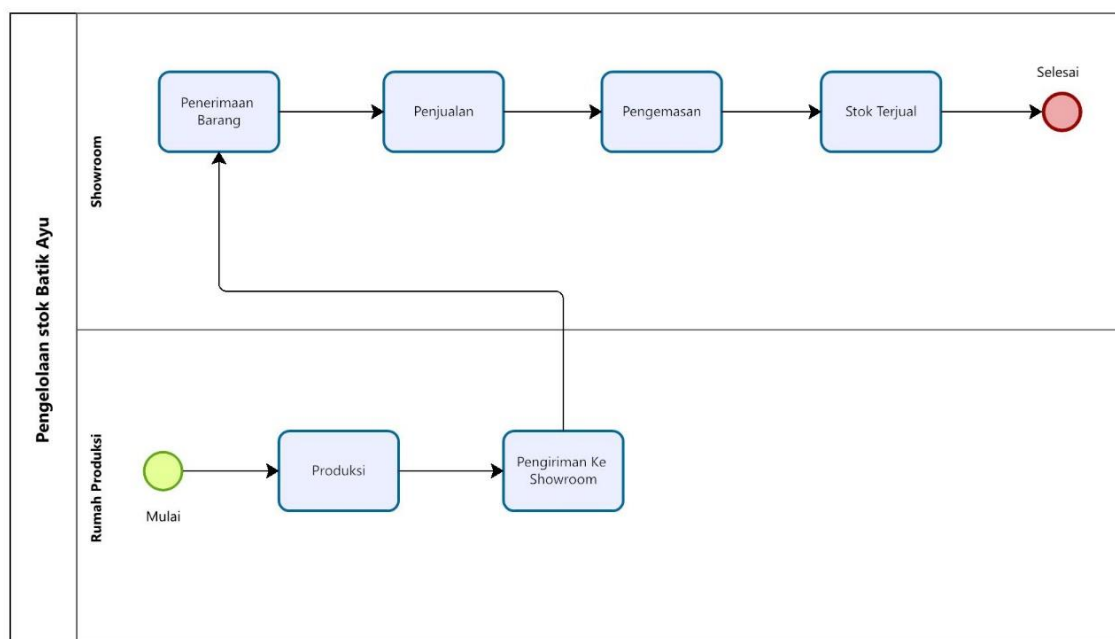 Pengelolaan stok Batik Ayu
Showroom
Penerimaan
Barang
Penjualan
Pengemasan
Stok Terjual
Selesai
Rumah Produksi
Mulai
Produksi
Pengiriman Ke
Showroom